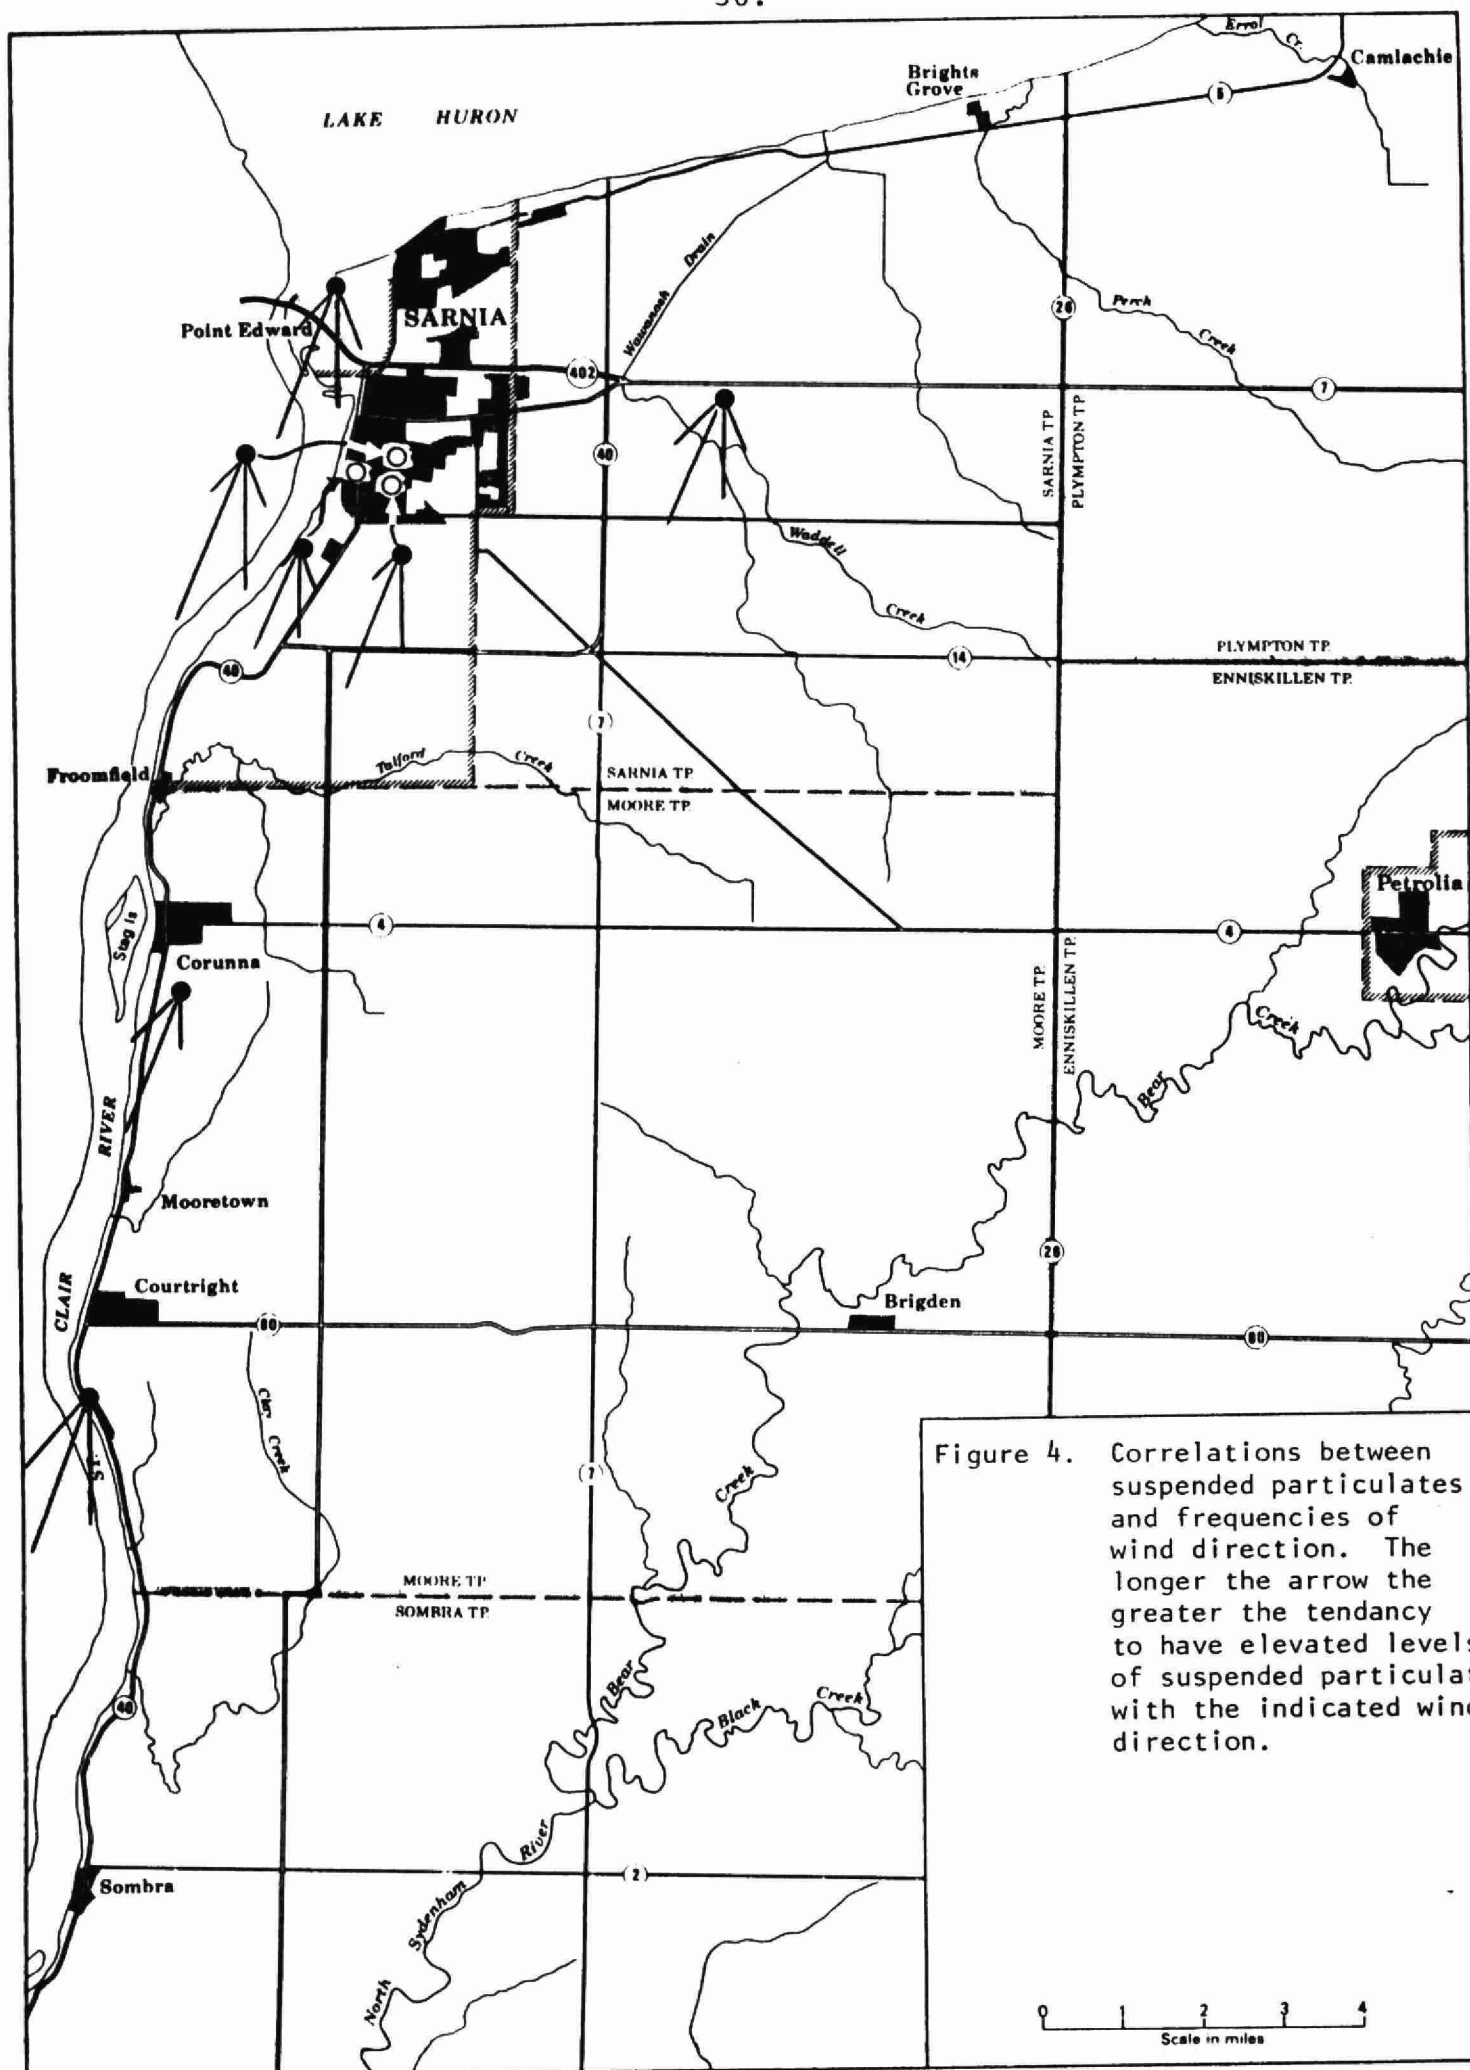 LAKE HURON
Brights
Grove
Errol Cr.
Camlachie
6
Point Edward
SARNIA
Wawanosh Drain
402
26
Perch Creek
7
40
SARNIA TP.
PLYMPTON TP.
Waddell Creek
14
PLYMPTON TP.
ENNISKILLEN TP.
40
7
Froomfield
Talford Creek
SARNIA TP.
MOORE TP.
Stag Is
4
Corunna
4
Petrolia
MOORE TP.
ENNISKILLEN TP.
Bear Creek
ST. CLAIR RIVER
Mooretown
Courtright
80
26
Brigden
80
Clay Creek
7
Creek
MOORE TP.
SOMBRA TP.
Bear
Black Creek
40
Sombra
2
North Sydenham River
Figure 4. Correlations between
suspended particulates
and frequencies of
wind direction. The
longer the arrow the
greater the tendancy
to have elevated levels
of suspended particulat
with the indicated wind
direction.
0 1 2 3 4
Scale in miles